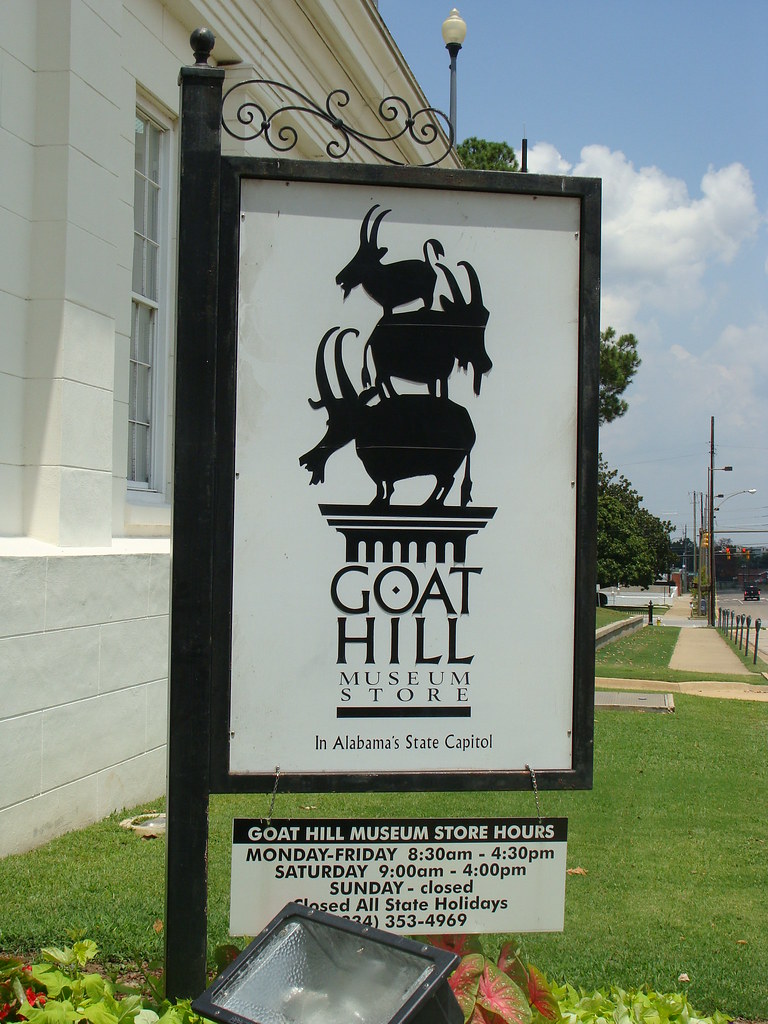 GOAT
HILL
MUSEUM
STORE
In Alabama's State Capitol
GOAT HILL MUSEUM STORE HOURS
MONDAY-FRIDAY 8:30am - 4:30pm
SATURDAY 9:00am - 4:00pm
SUNDAY - closed
Closed All State Holidays
334) 353-4969